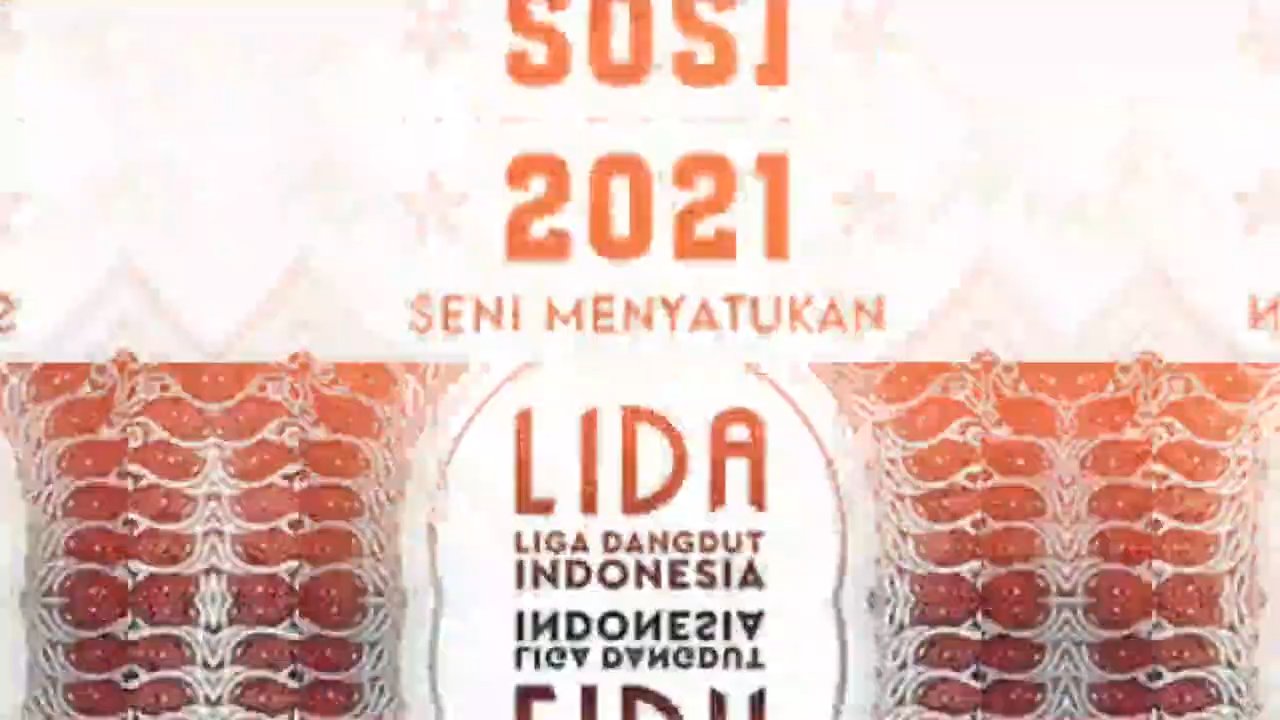 2021
SENI MENYATUKAN
LIDA
LIGA DANGDUT
INDONESIA